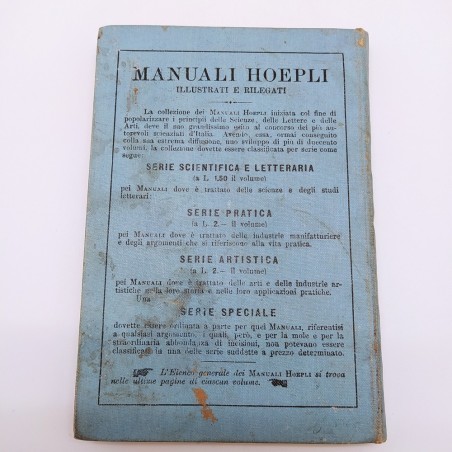 MANUALI HOEPLI
ILLUSTRATI E RILEGATI
La collezione dei MANUALI HOEPLI iniziata col fine di
popolarizzare i principii delle Scienze, delle Lettere e delle
Arti, deve il suo grandissimo esito al concorso dei più au-
torevoli scienziati d'Italia. Avendo essa, ormai conseguito
colla sua estrema diffusione, uno sviluppo di più di duecento
volumi, la collezione dovette essere classificata per serie come
segue:
SERIE SCIENTIFICA E LETTERARIA
(a L. 1,50 il volume)
pei MANUALI dove è trattato delle scienze e degli studi
letterari:
SERIE PRATICA
(a L. 2.— il volume)
pei MANUALI dove è trattato delle industrie manifatturiere
e degli argomenti che si riferiscono alla vita pratica.
SERIE ARTISTICA
(a L. 2.— il volume)
pei MANUALI dove è trattato delle arti e delle industrie ar-
tistiche nella loro storia e nelle loro applicazioni pratiche.
Una
SERIE SPECIALE
dovette essere ordinata a parte per quei MANUALI, riferentisi
a qualsiasi argomento, i quali, però, e per la mole e per la
straordinaria abbondanza di incisioni, non potevano essere
classificati in una delle serie suddette a prezzo determinato.
L'Elenco generale dei MANUALI HOEPLI si trova
nelle ultime pagine di ciascun volume.